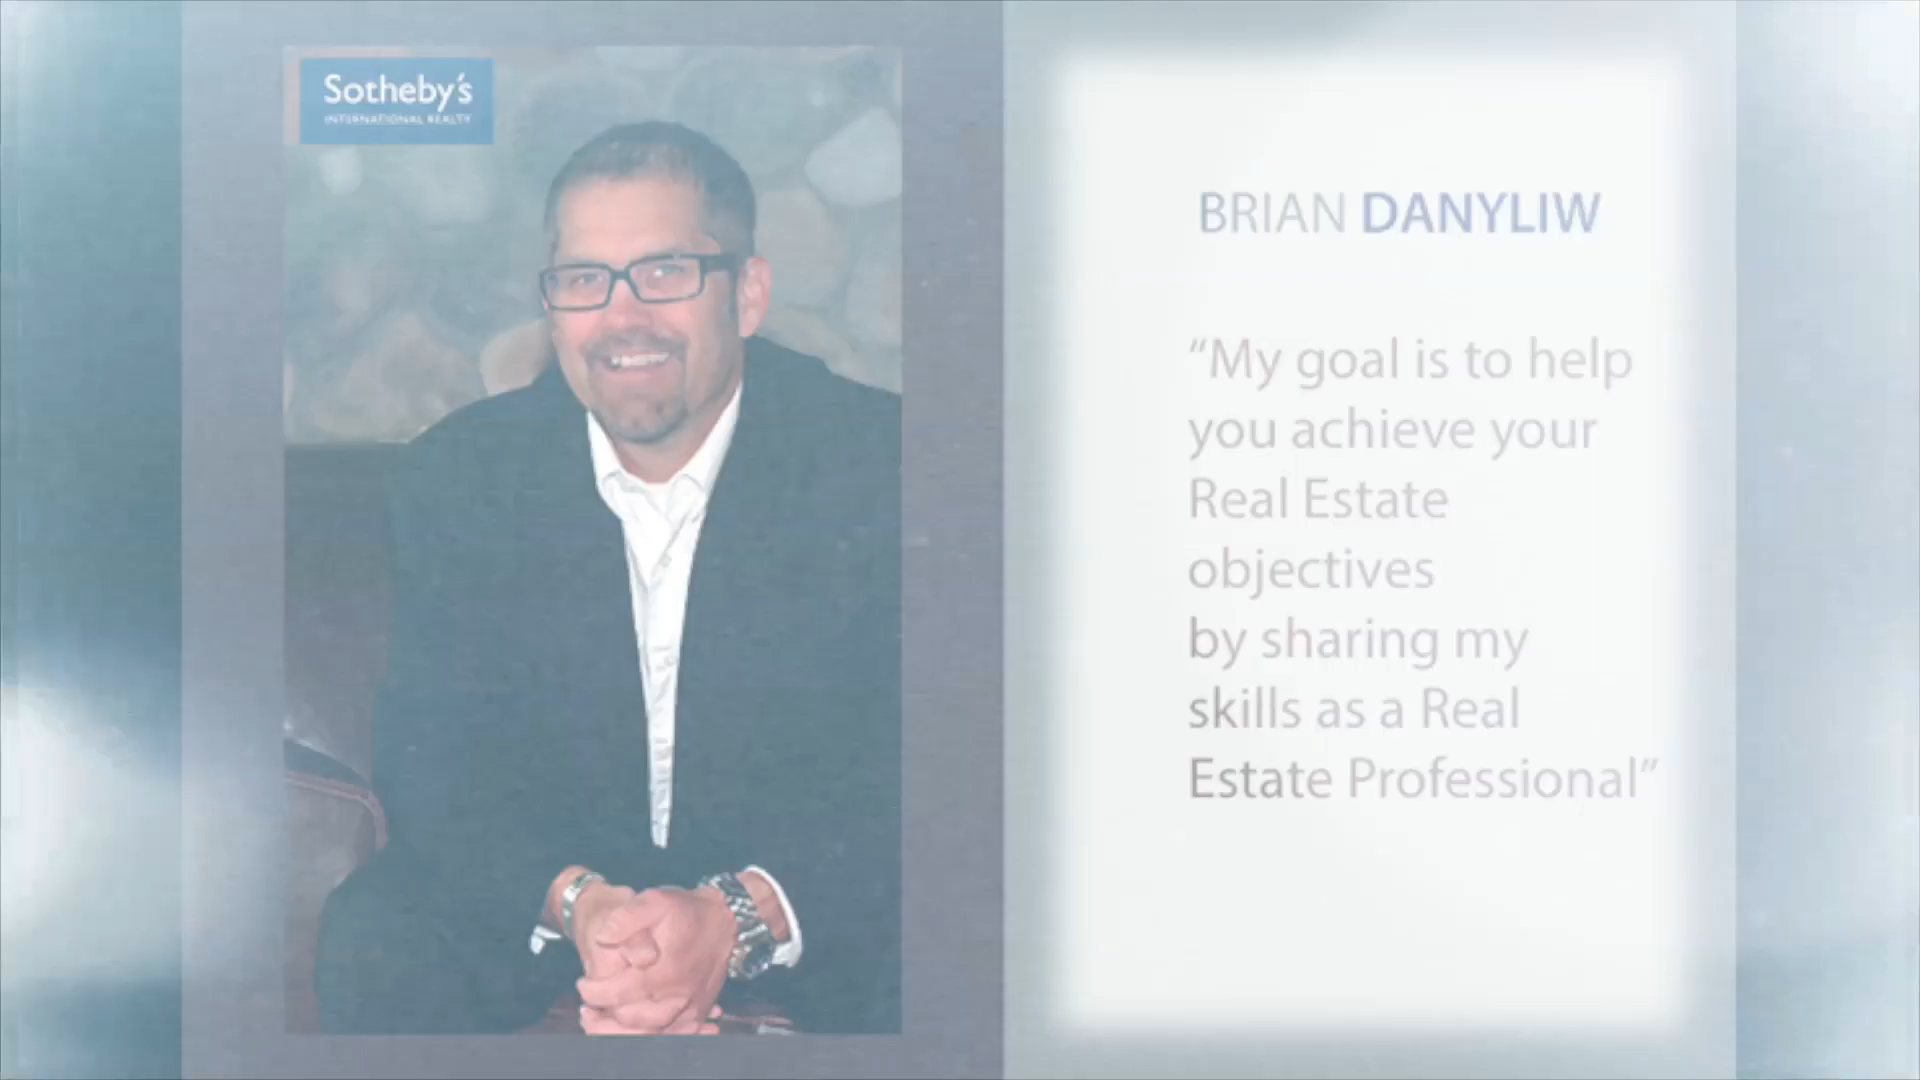 Sotheby's
INTERNATIONAL REALTY
BRIAN DANYLIW
“My goal is to help
you achieve your
Real Estate
objectives
by sharing my
skills as a Real
Estate Professional”